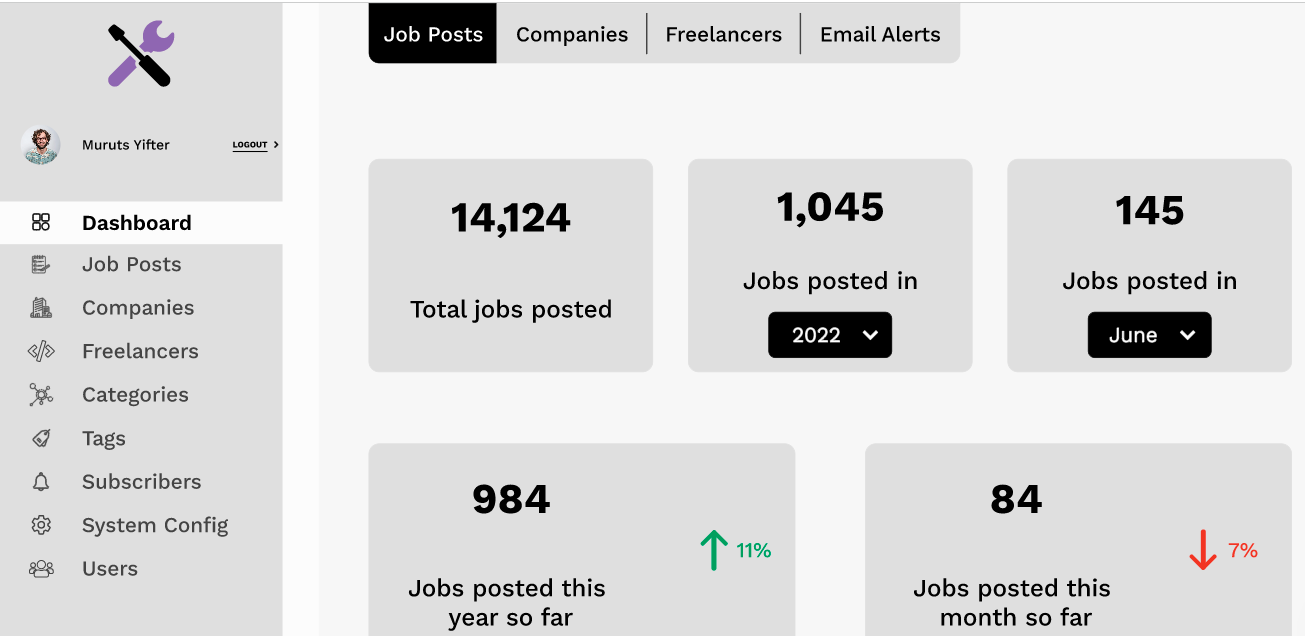 Job Posts
Companies
Freelancers
Email Alerts
Muruts Yifter
LOGOUT
Dashboard
Job Posts
Companies
Freelancers
Categories
Tags
Subscribers
System Config
Users
14,124
Total jobs posted
1,045
Jobs posted in
2022
145
Jobs posted in
June
984
11%
Jobs posted this
year so far
84
7%
Jobs posted this
month so far